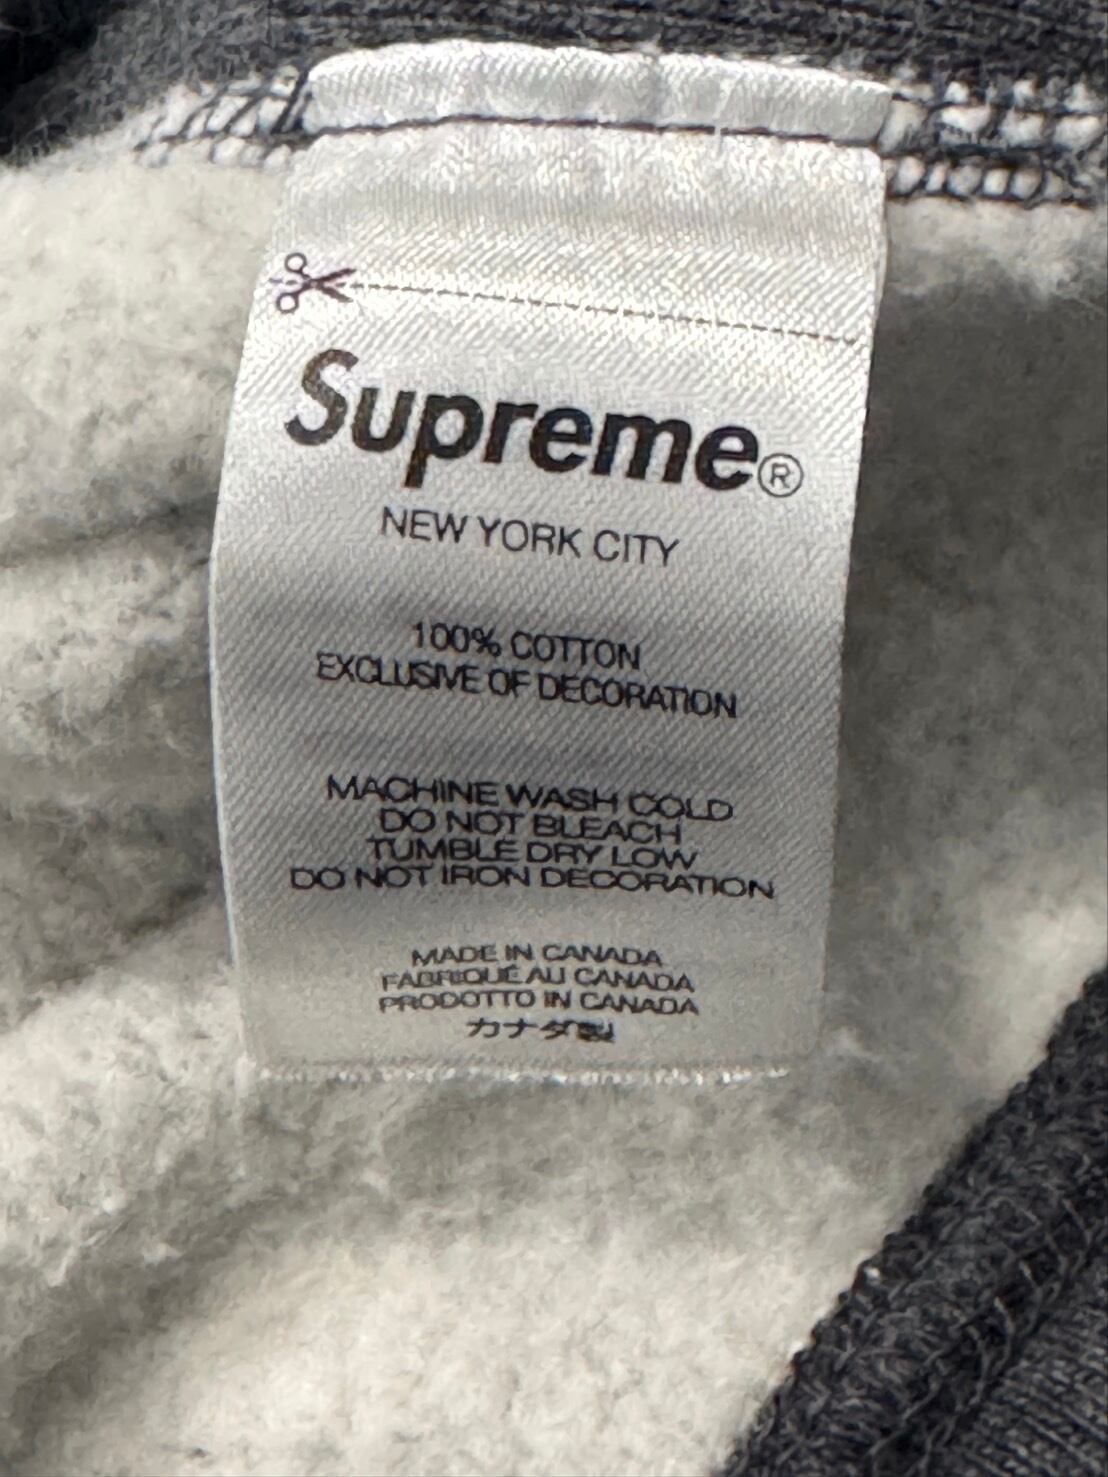 Supreme®
NEW YORK CITY
100% COTTON
EXCLUSIVE OF DECORATION
MACHINE WASH COLD
DO NOT BLEACH
TUMBLE DRY LOW
DO NOT IRON DECORATION
MADE IN CANADA
FABRIQUÉ AU CANADA
PRODOTTO IN CANADA
カナダ製